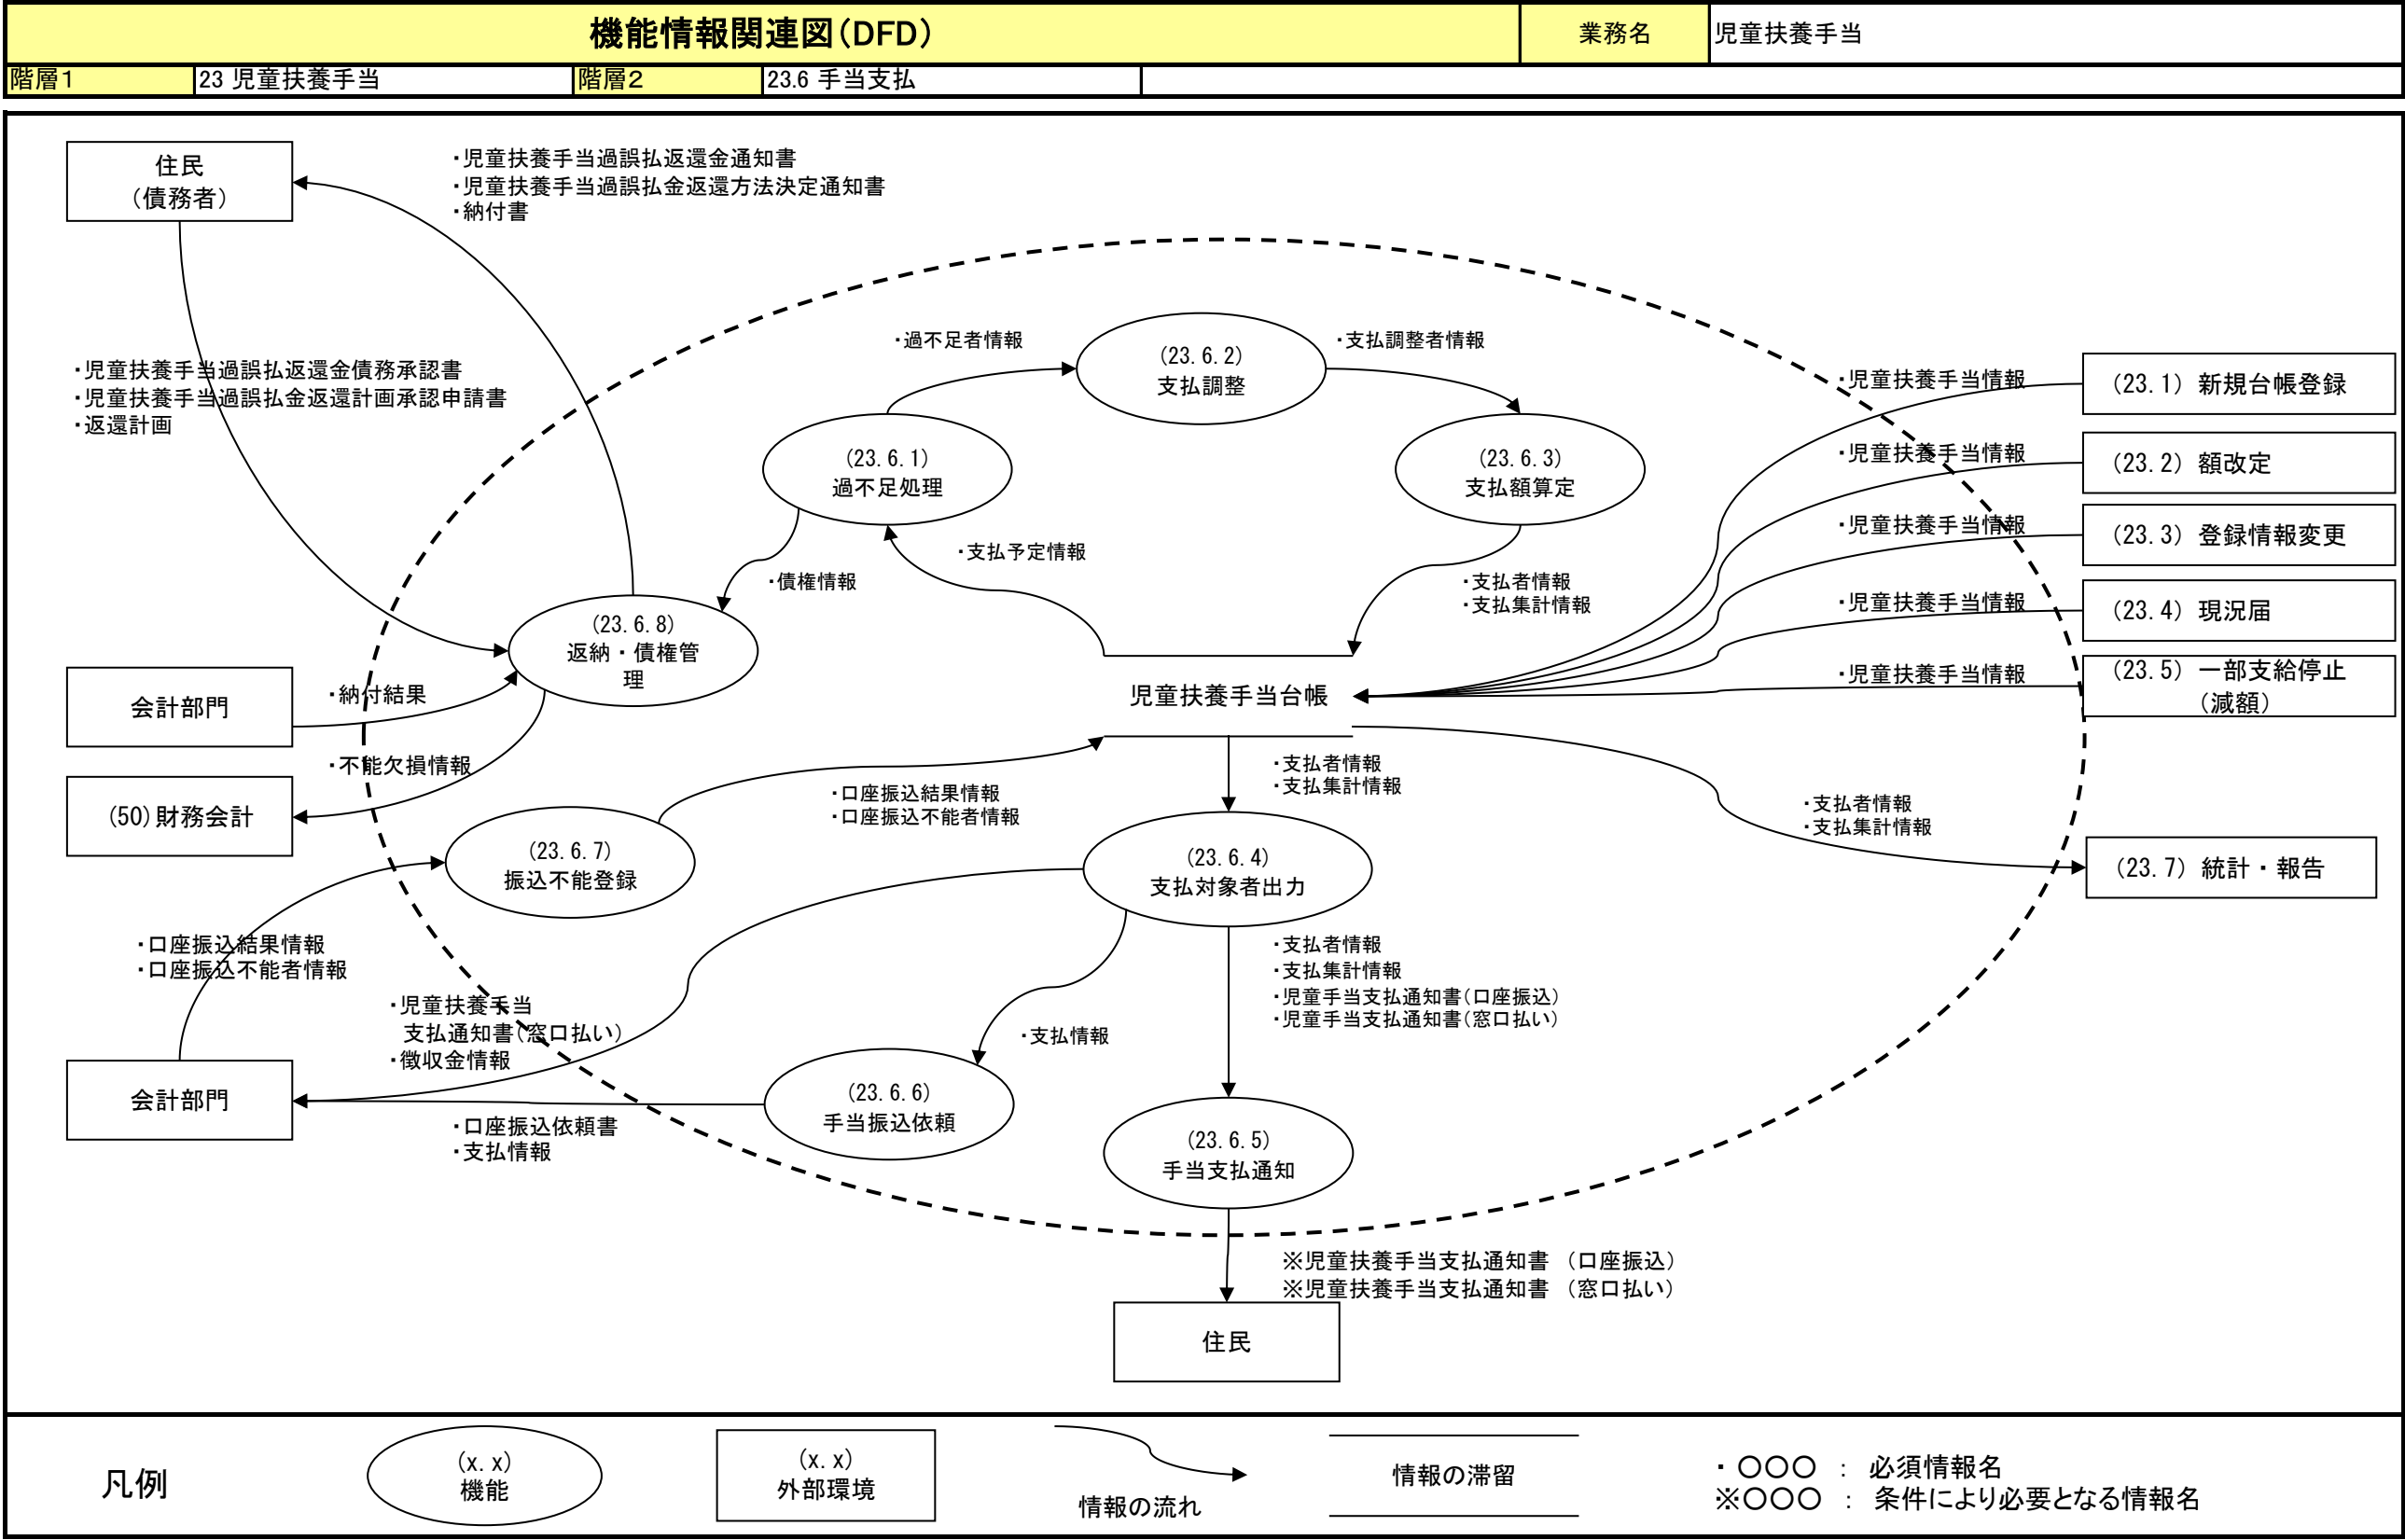 機能情報関連図(DFD)
業務名
児童扶養手当
階層1
23 児童扶養手当
階層2
23.6 手当支払
住民
(債務者)
・児童扶養手当過誤払返還金通知書
・児童扶養手当過誤払金返還方法決定通知書
・納付書
・児童扶養手当過誤払返還金債務承認書
・児童扶養手当過誤払金返還計画承認申請書
・返還計画
・過不足者情報
(23.6.2)
支払調整
・支払調整者情報
(23.6.1)
過不足処理
(23.6.3)
支払額算定
・児童扶養手当情報
(23.1) 新規台帳登録
・児童扶養手当情報
(23.2) 額改定
・児童扶養手当情報
(23.3) 登録情報変更
・児童扶養手当情報
(23.4) 現況届
・児童扶養手当情報
(23.5) 一部支給停止
(減額)
・支払予定情報
・債権情報
・支払者情報
・支払集計情報
(23.6.8)
返納・債権管
理
会計部門
・納付結果
児童扶養手当台帳
・不能欠損情報
(50)財務会計
・口座振込結果情報
・口座振込不能者情報
・支払者情報
・支払集計情報
・支払者情報
・支払集計情報
(23.6.7)
振込不能登録
(23.6.4)
支払対象者出力
(23.7) 統計・報告
・口座振込結果情報
・口座振込不能者情報
・支払者情報
・支払集計情報
・児童手当支払通知書(口座振込)
・児童手当支払通知書(窓口払い)
・児童扶養手当
支払通知書(窓口払い)
・徴収金情報
・支払情報
会計部門
(23.6.6)
手当振込依頼
・口座振込依頼書
・支払情報
(23.6.5)
手当支払通知
※児童扶養手当支払通知書 (口座振込)
※児童扶養手当支払通知書 (窓口払い)
住民
凡例
(x.x)
機能
(x.x)
外部環境
情報の流れ
情報の滞留
・ 〇〇〇 : 必須情報名
※〇〇〇 : 条件により必要となる情報名